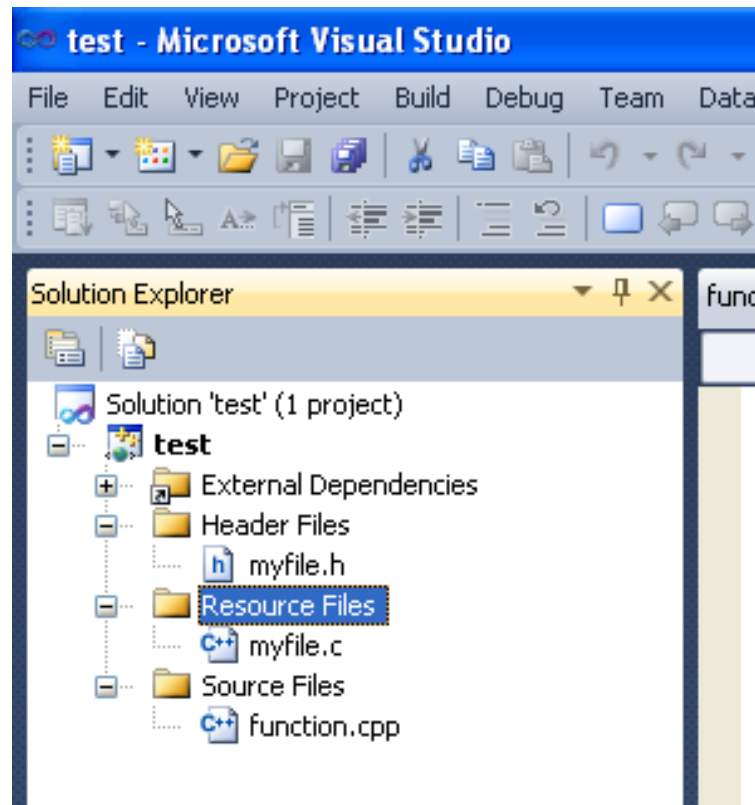 test - Microsoft Visual Studio
File Edit View Project Build Debug Team Data
Solution Explorer
func
Solution 'test' (1 project)
test
External Dependencies
Header Files
h myfile.h
Resource Files
C++ myfile.c
Source Files
C++ function.cpp